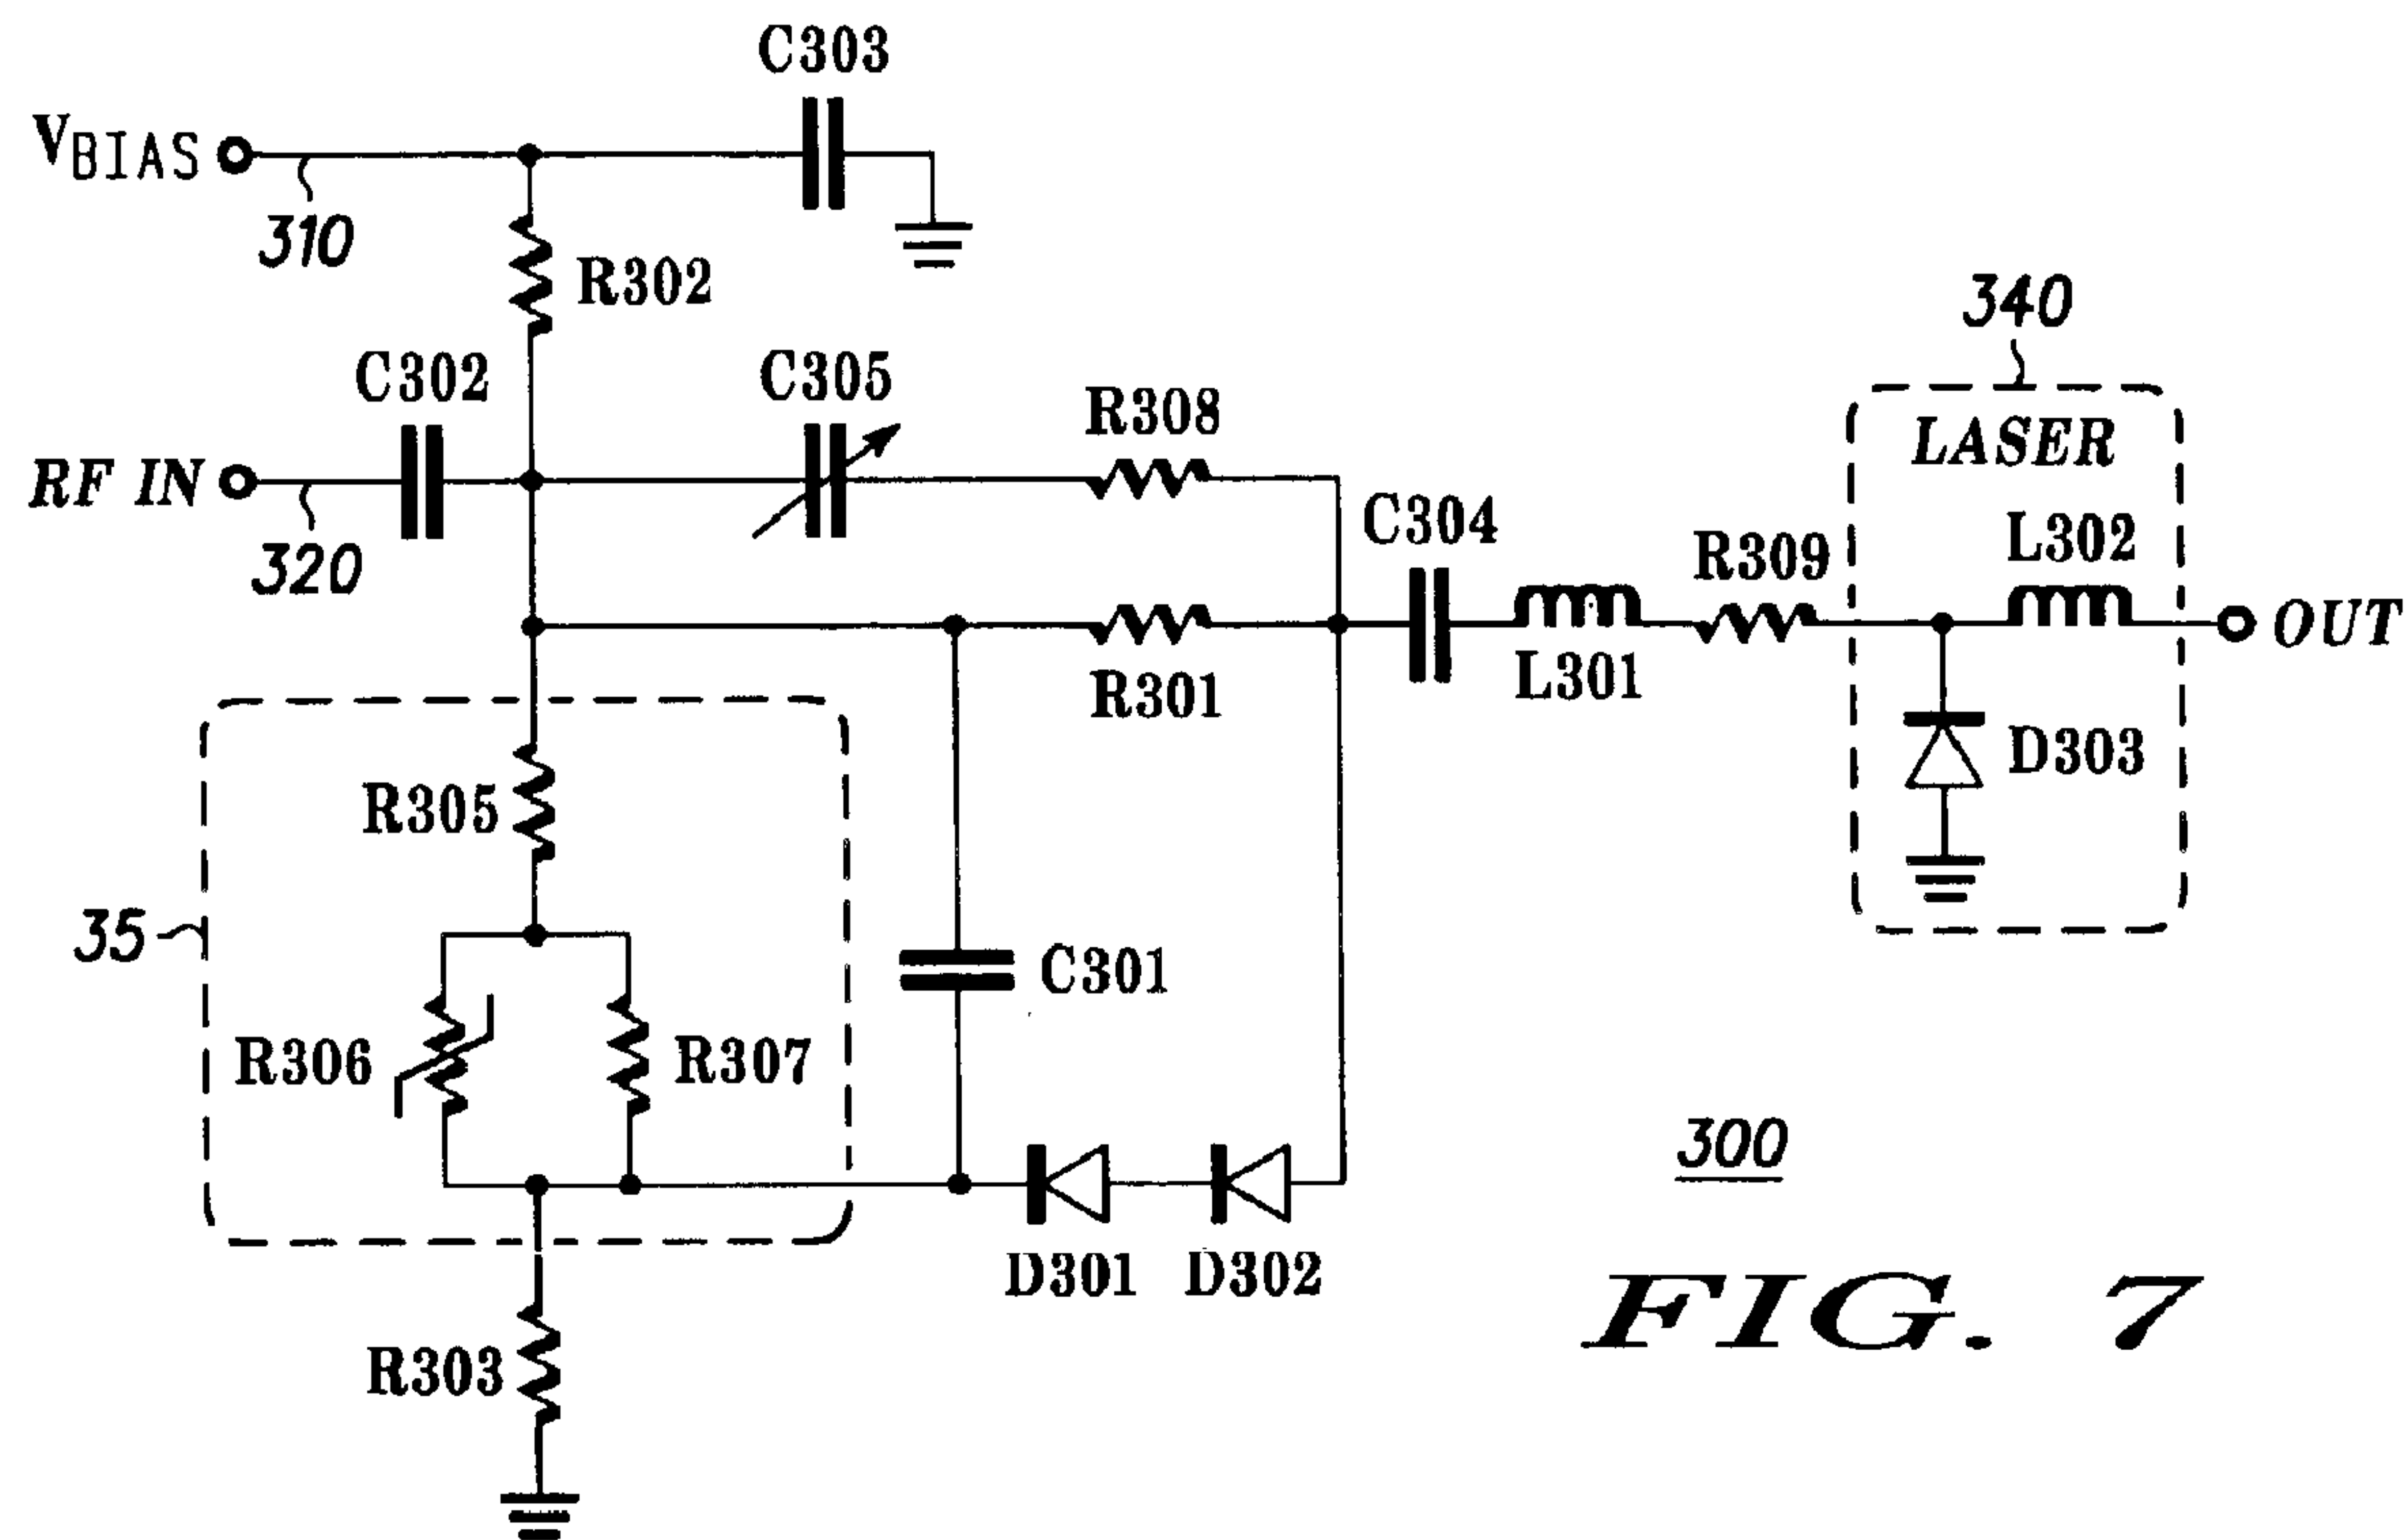 C303
VBIAS
310
R302
340
LASER
C302
C305
R308
RF IN
320
C304
R309
L302
OUT
R301
L301
D303
R305
35
C301
R306
R307
300
D301
D302
FIG. 7
R303